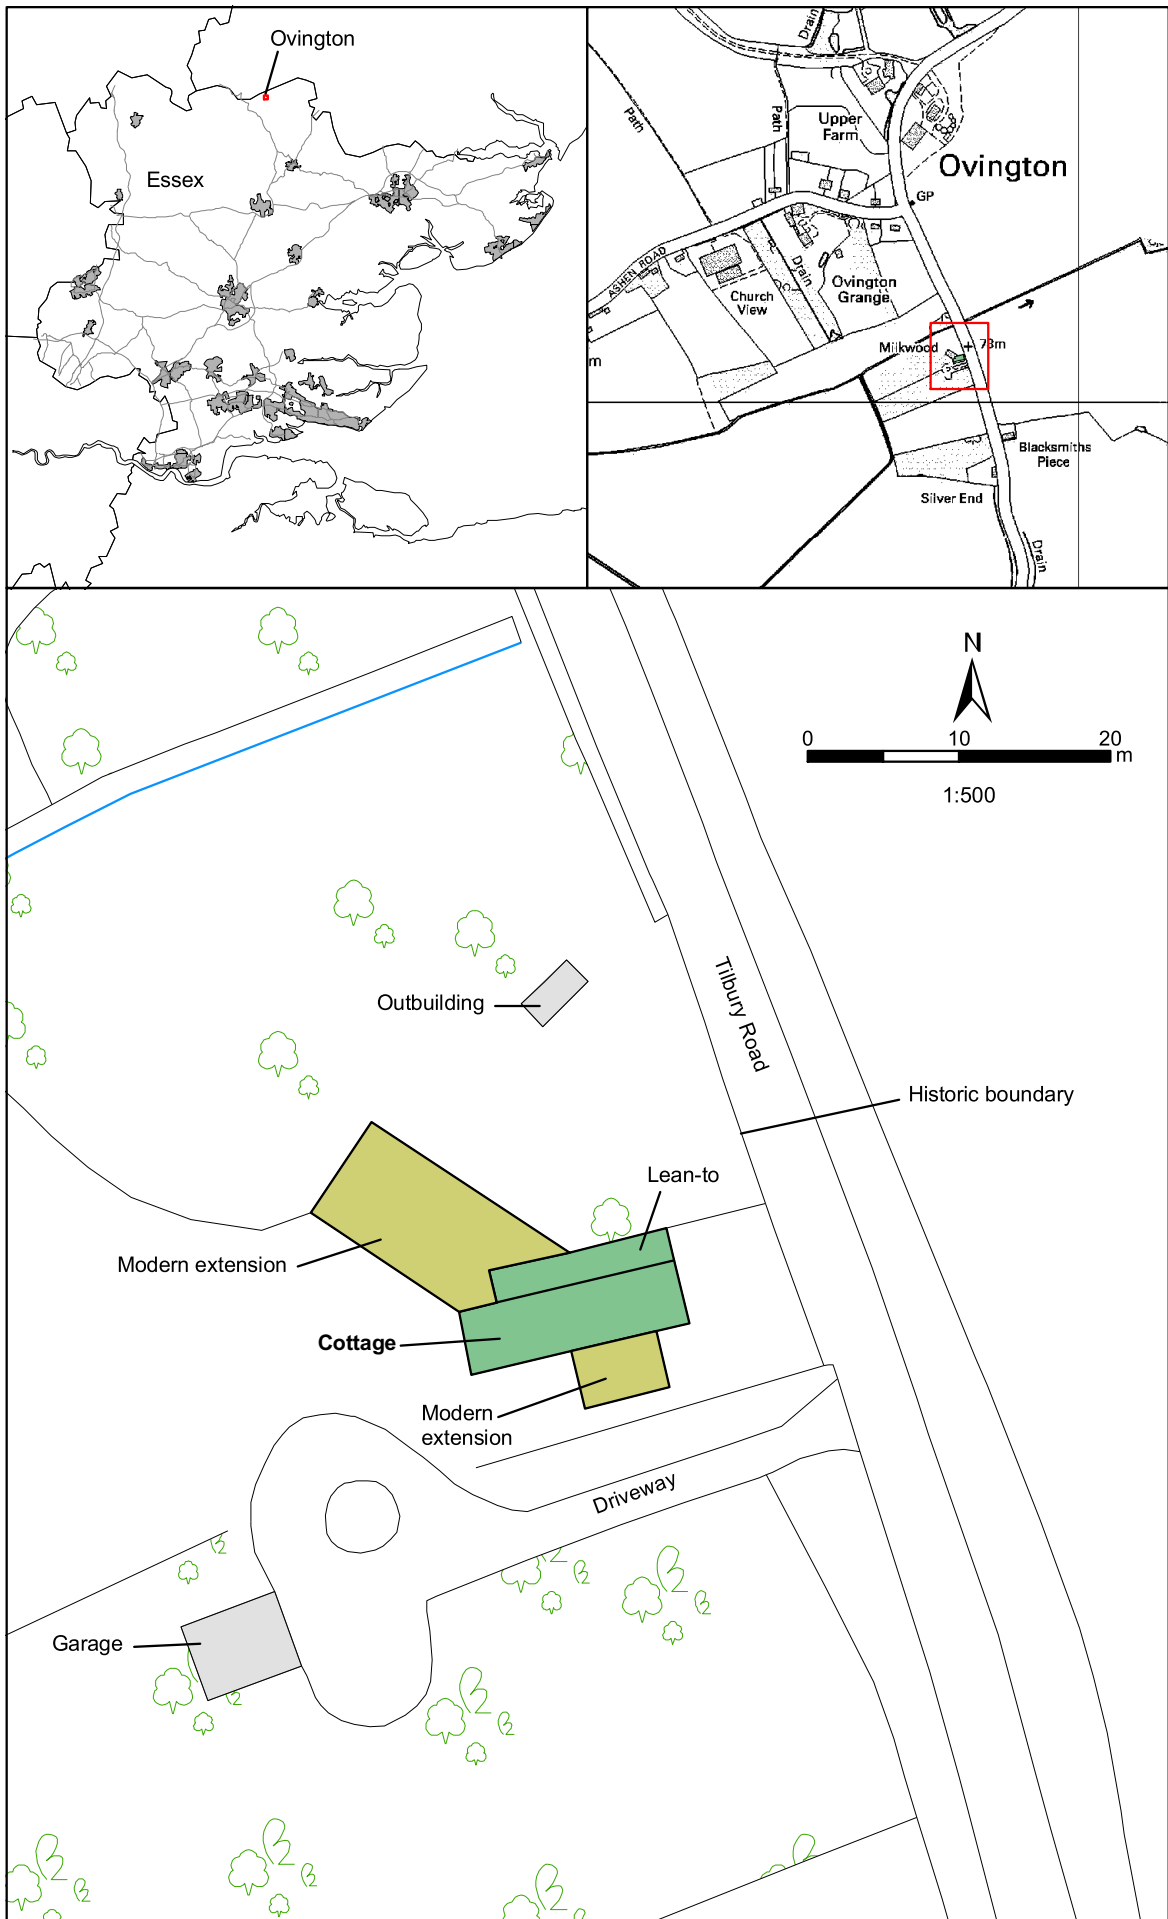 Ovington
Essex
Drain
Path
Path
Upper
Farm
Ovington
GP
ASHEN ROAD
Drain
Church
View
Ovington
Grange
m
Milkwood
73m
Blacksmiths
Piece
Silver End
Drain
N
0 10 20
m
1:500
Tilbury Road
Outbuilding
Historic boundary
Lean-to
Modern extension
Cottage
Modern
extension
Driveway
Garage